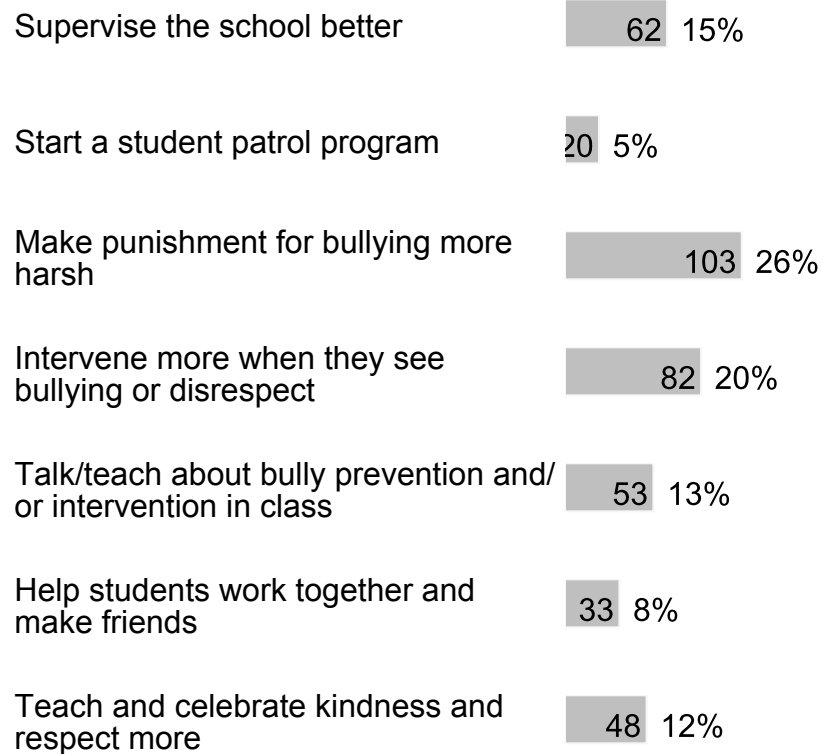 Supervise the school better 62 15%
Start a student patrol program 20 5%
Make punishment for bullying more
harsh 103 26%
Intervene more when they see
bullying or disrespect 82 20%
Talk/teach about bully prevention and/
or intervention in class 53 13%
Help students work together and
make friends 33 8%
Teach and celebrate kindness and
respect more 48 12%